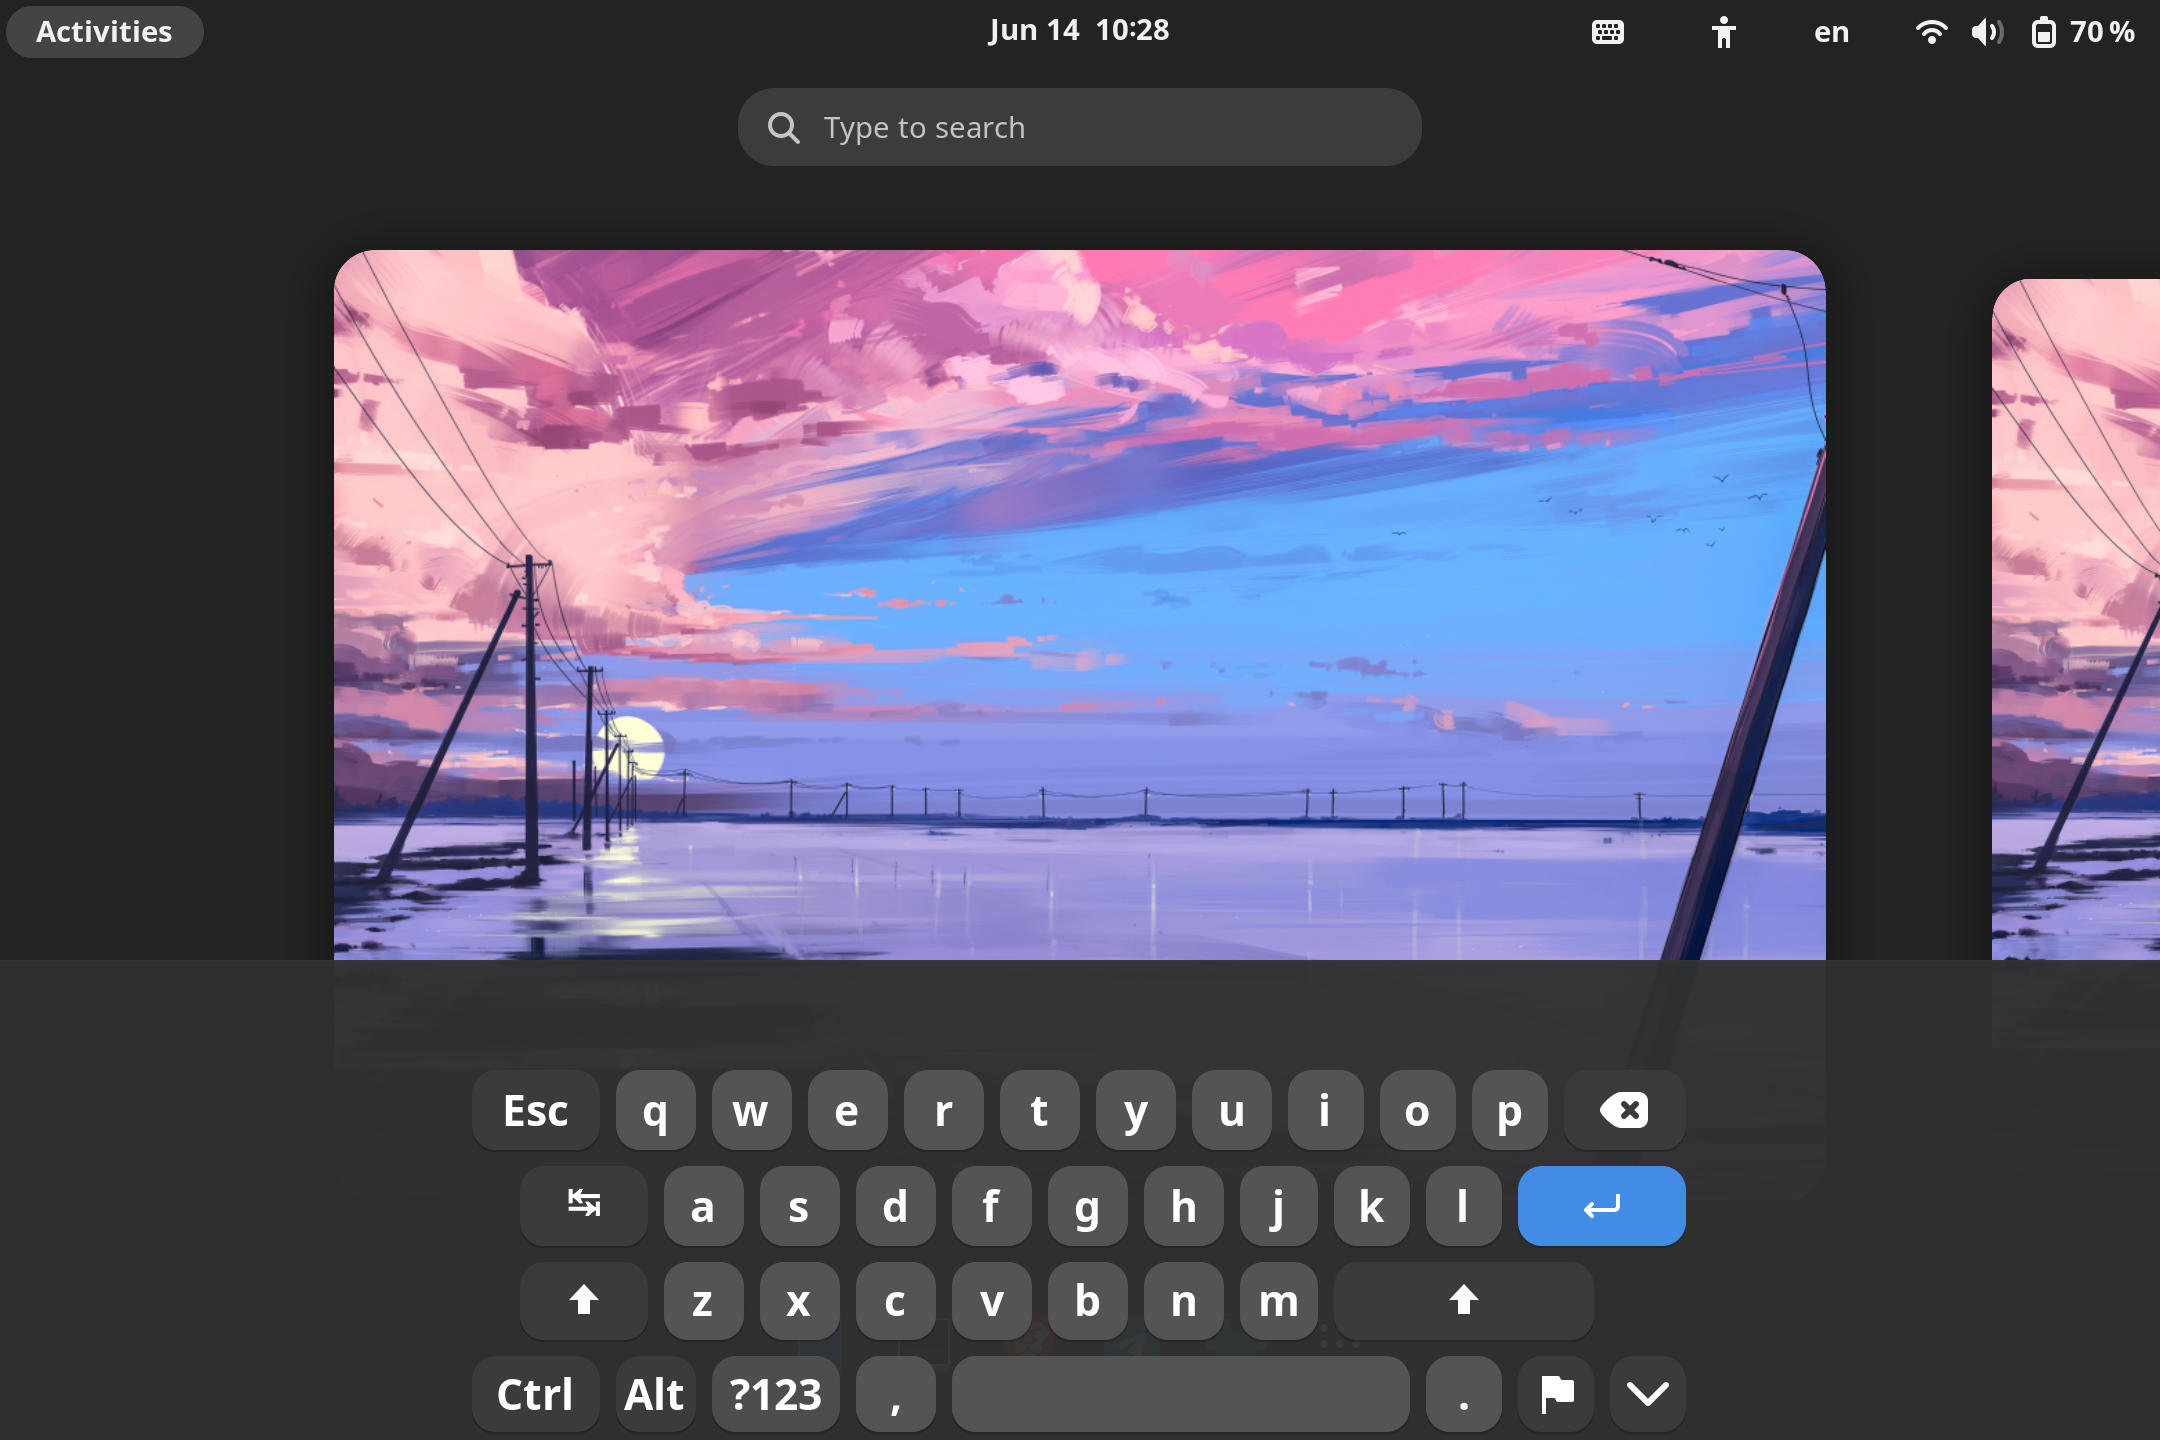 Activities Jun 14 10:28 en 70 %
Type to search
Esc q w e r t y u i o p
a s d f g h j k l
z x c v b n m
Ctrl Alt ?123 , .